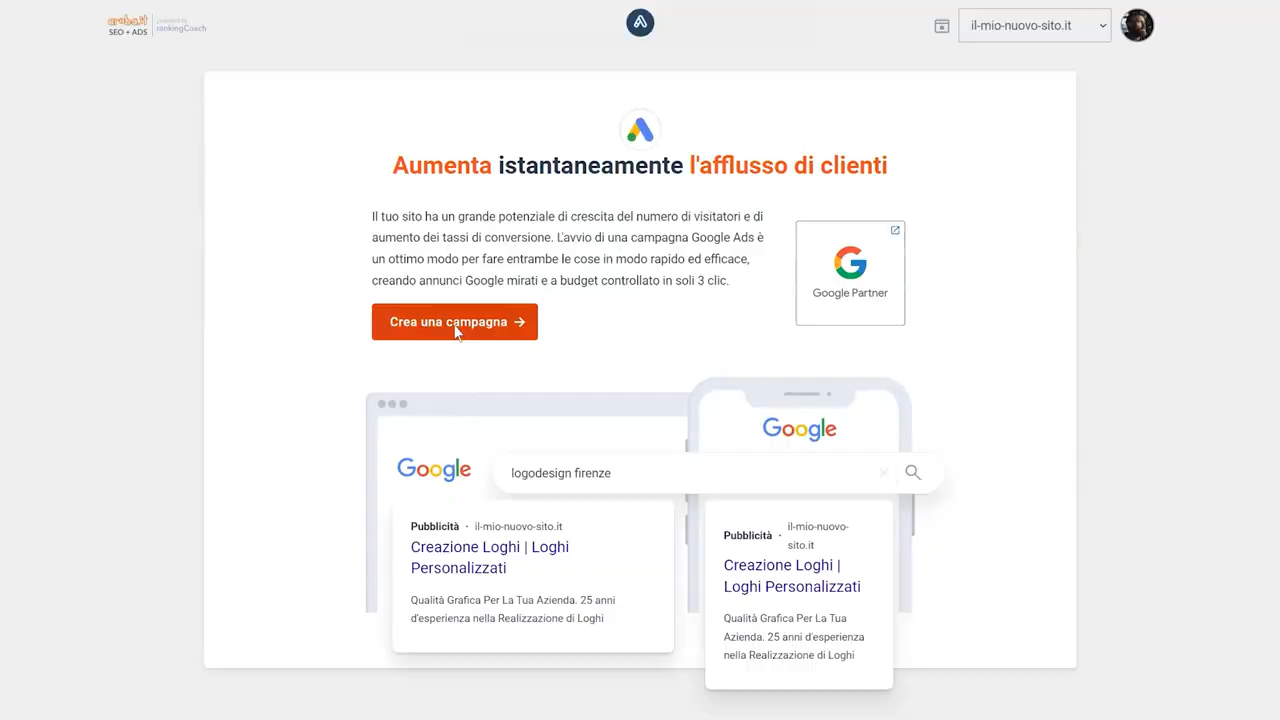 aruba.it
SEO + ADS
powered by
rankingCoach
il-mio-nuovo-sito.it
Aumenta istantaneamente l'afflusso di clienti
Il tuo sito ha un grande potenziale di crescita del numero di visitatori e di
aumento dei tassi di conversione. L'avvio di una campagna Google Ads è
un ottimo modo per fare entrambe le cose in modo rapido ed efficace,
creando annunci Google mirati e a budget controllato in soli 3 clic.
Google Partner
Crea una campagna →
Google
Google
logodesign firenze
Pubblicità · il-mio-nuovo-sito.it
Creazione Loghi | Loghi
Personalizzati
Qualità Grafica Per La Tua Azienda. 25 anni
d'esperienza nella Realizzazione di Loghi
Pubblicità · il-mio-nuovo-
sito.it
Creazione Loghi |
Loghi Personalizzati
Qualità Grafica Per La Tua
Azienda. 25 anni d'esperienza
nella Realizzazione di Loghi